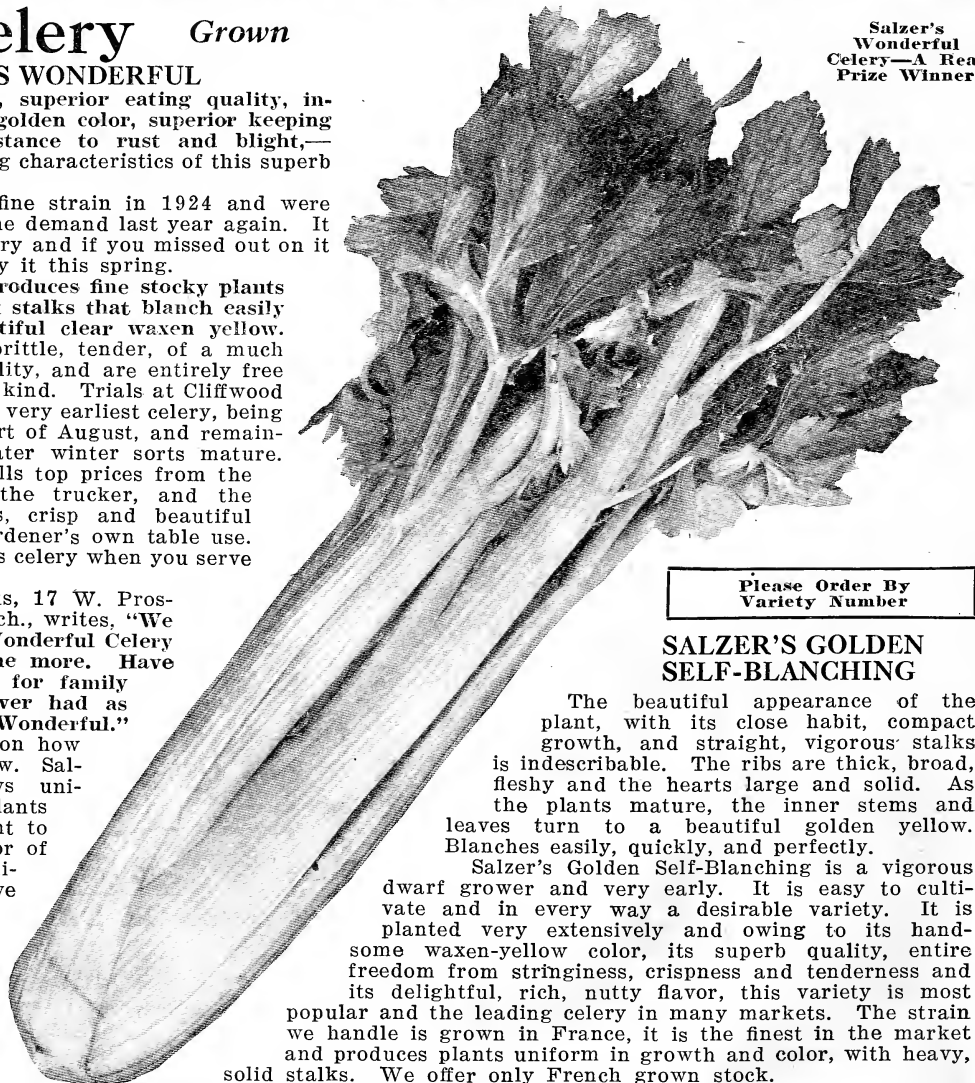 elery Grown
S WONDERFUL
, superior eating quality, in-
golden color, superior keeping
stance to rust and blight,—
g characteristics of this superb
fine strain in 1924 and were
ne demand last year again. It
ry and if you missed out on it
y it this spring.
roduces fine stocky plants
stalks that blanch easily
tiful clear waxen yellow.
brittle, tender, of a much
lity, and are entirely free
kind. Trials at Cliffwood
very earliest celery, being
rt of August, and remain-
ater winter sorts mature.
lls top prices from the
the trucker, and the
s, crisp and beautiful
rdener's own table use.
s celery when you serve
ns, 17 W. Pros-
ch., writes, “We
Wonderful Celery
ne more. Have
for family
ver had as
Wonderful.”
on how
w. Sal-
ys uni-
lants
nt to
or of
i-
ve
Salzer's
Wonderful
Celery—A Rea
Prize Winner
Please Order By
Variety Number
SALZER'S GOLDEN
SELF-BLANCHING
The beautiful appearance of the
plant, with its close habit, compact
growth, and straight, vigorous stalks
is indescribable. The ribs are thick, broad,
fleshy and the hearts large and solid. As
the plants mature, the inner stems and
leaves turn to a beautiful golden yellow.
Blanches easily, quickly, and perfectly.
Salzer's Golden Self-Blanching is a vigorous
dwarf grower and very early. It is easy to culti-
vate and in every way a desirable variety. It is
planted very extensively and owing to its hand-
some waxen-yellow color, its superb quality, entire
freedom from stringiness, crispness and tenderness and
its delightful, rich, nutty flavor, this variety is most
popular and the leading celery in many markets. The strain
we handle is grown in France, it is the finest in the market
and produces plants uniform in growth and color, with heavy,
solid stalks. We offer only French grown stock.